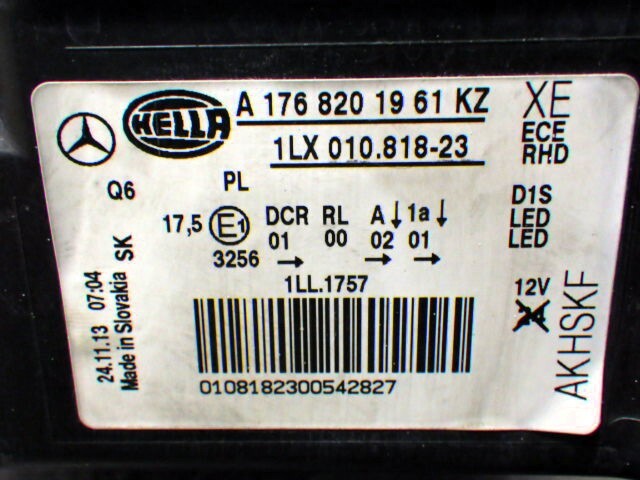 HELLA A 176 820 1961 KZ XE
1LX 010.818-23 ECE
RHD
Q6 PL D1S
17,5 E1 DCR RL A↓ 1a↓ LED
01 00 02 01 LED
3256 → → →
1LL.1757 12V
24
0108182300542827
24.11.13 07:04
Made in Slovakia SK
AKHSKF